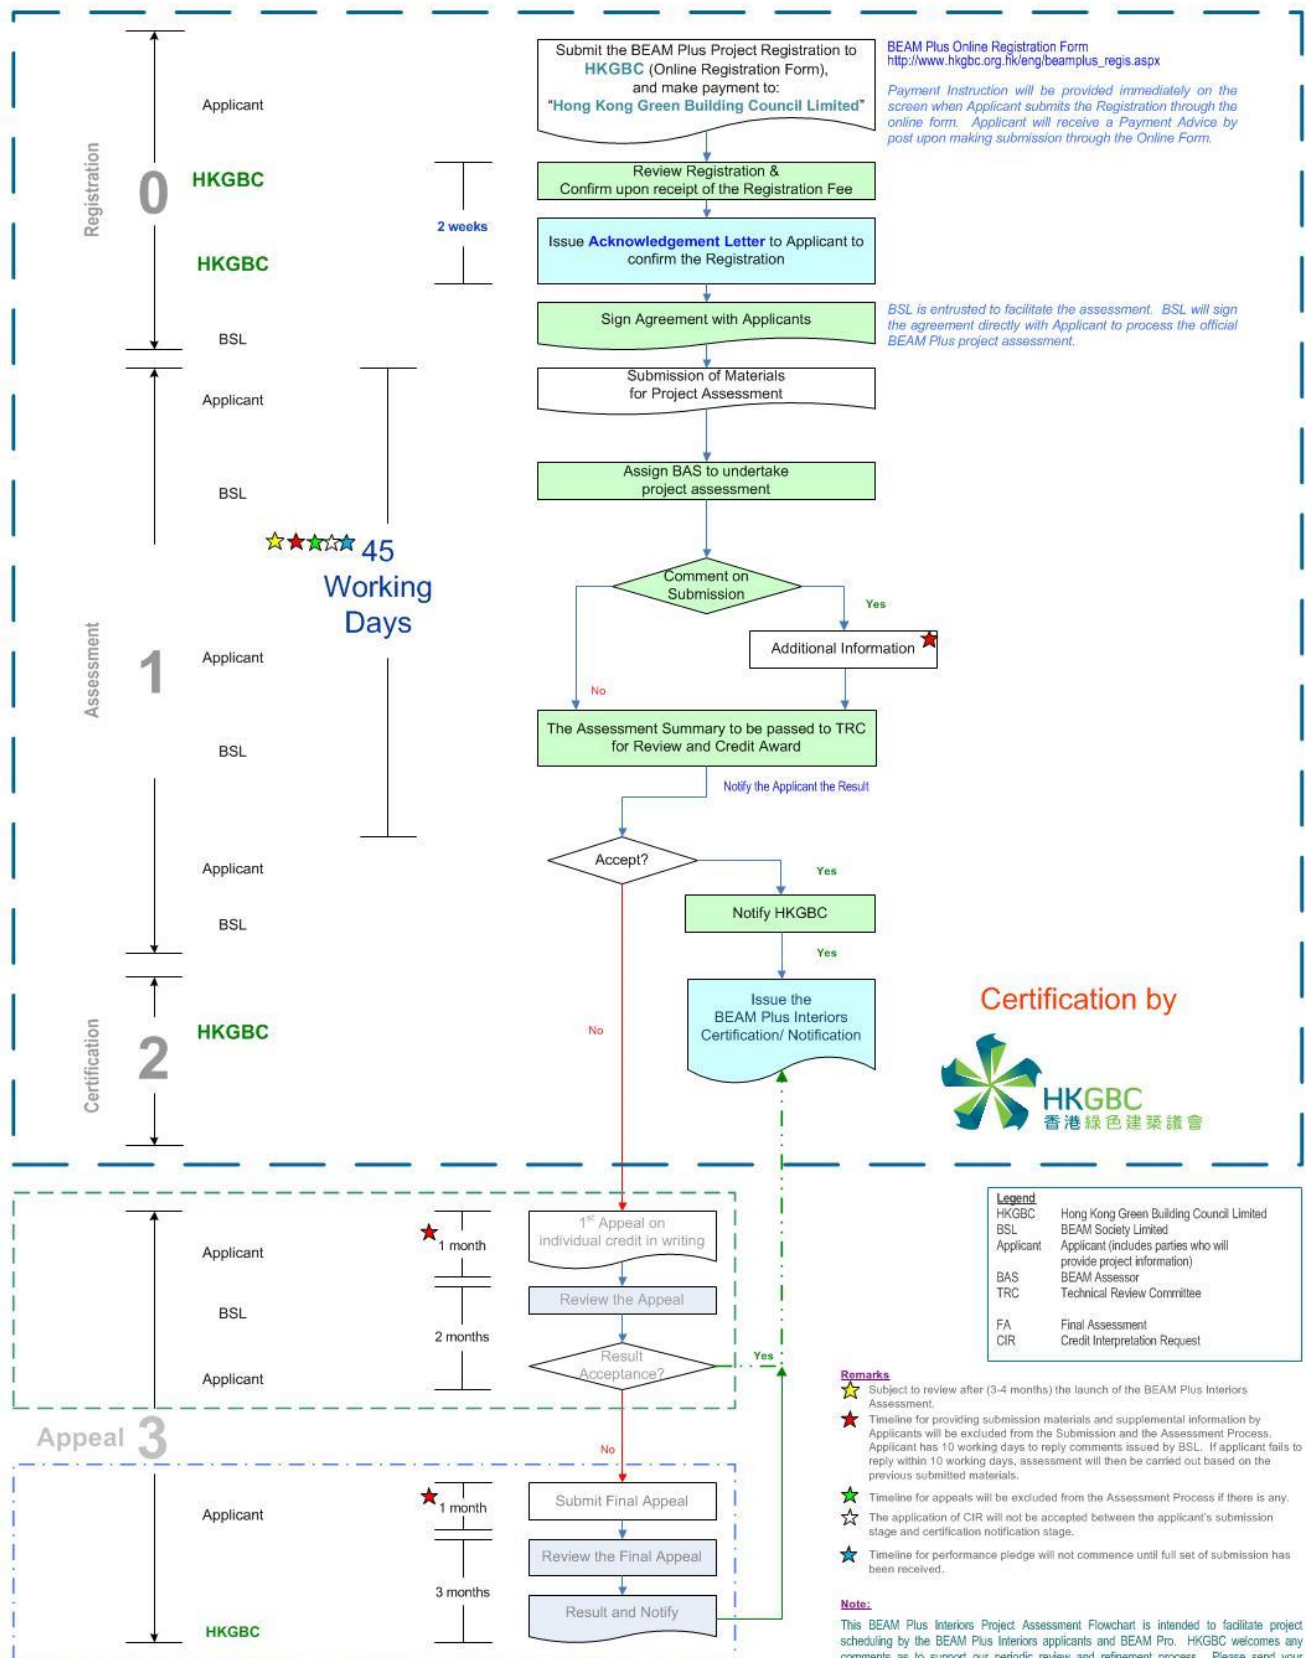 Submit the BEAM Plus Project Registration to
HKGBC (Online Registration Form),
and make payment to:
"Hong Kong Green Building Council Limited"
BEAM Plus Online Registration Form
http://www.hkgbc.org.hk/eng/beamplus_regis.aspx
Payment Instruction will be provided immediately on the
screen when Applicant submits the Registration through the
online form. Applicant will receive a Payment Advice by
post upon making submission through the Online Form.
Registration
0
Applicant
HKGBC
HKGBC
BSL
2 weeks
Review Registration &
Confirm upon receipt of the Registration Fee
Issue Acknowledgement Letter to Applicant to
confirm the Registration
Sign Agreement with Applicants
BSL is entrusted to facilitate the assessment. BSL will sign
the agreement directly with Applicant to process the official
BEAM Plus project assessment.
Assessment
1
Applicant
BSL
Applicant
BSL
Applicant
BSL
45
Working
Days
Submission of Materials
for Project Assessment
Assign BAS to undertake
project assessment
Comment on
Submission
Yes
Additional Information
No
The Assessment Summary to be passed to TRC
for Review and Credit Award
Notify the Applicant the Result
Accept?
Yes
Notify HKGBC
Yes
Certification
2
HKGBC
No
Issue the
BEAM Plus Interiors
Certification/ Notification
Certification by
HKGBC
香港綠色建築議會
Appeal 3
Applicant
BSL
Applicant
1 month
2 months
1st Appeal on
individual credit in writing
Review the Appeal
Result
Acceptance?
Yes
No
Applicant
HKGBC
1 month
3 months
Submit Final Appeal
Review the Final Appeal
Result and Notify
Legend
HKGBC Hong Kong Green Building Council Limited
BSL BEAM Society Limited
Applicant Applicant (includes parties who will
provide project information)
BAS BEAM Assessor
TRC Technical Review Committee
FA Final Assessment
CIR Credit Interpretation Request
Remarks
Subject to review after (3-4 months) the launch of the BEAM Plus Interiors
Assessment.
Timeline for providing submission materials and supplemental information by
Applicants will be excluded from the Submission and the Assessment Process.
Applicant has 10 working days to reply comments issued by BSL. If applicant fails to
reply within 10 working days, assessment will then be carried out based on the
previous submitted materials.
Timeline for appeals will be excluded from the Assessment Process if there is any.
The application of CIR will not be accepted between the applicant's submission
stage and certification notification stage.
Timeline for performance pledge will not commence until full set of submission has
been received.
Note:
This BEAM Plus Interiors Project Assessment Flowchart is intended to facilitate project
scheduling by the BEAM Plus Interiors applicants and BEAM Pro. HKGBC welcomes any
comments as to support our periodic review and refinement process. Please send your